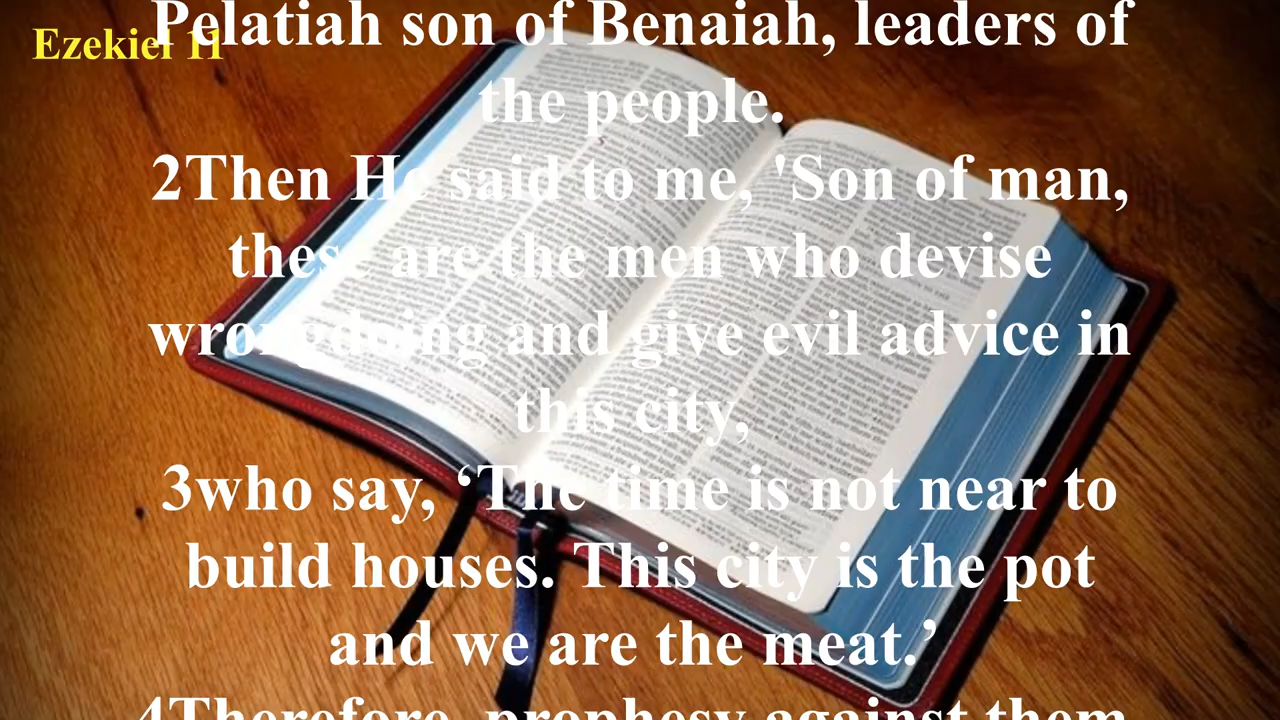 Ezekiel 11
Pelatiah son of Benaiah, leaders of
the people.
2Then He said to me, 'Son of man,
these are the men who devise
wrongdoing and give evil advice in
this city,
3who say, ‘The time is not near to
build houses. This city is the pot
and we are the meat.’
4Therefore, prophesy against them